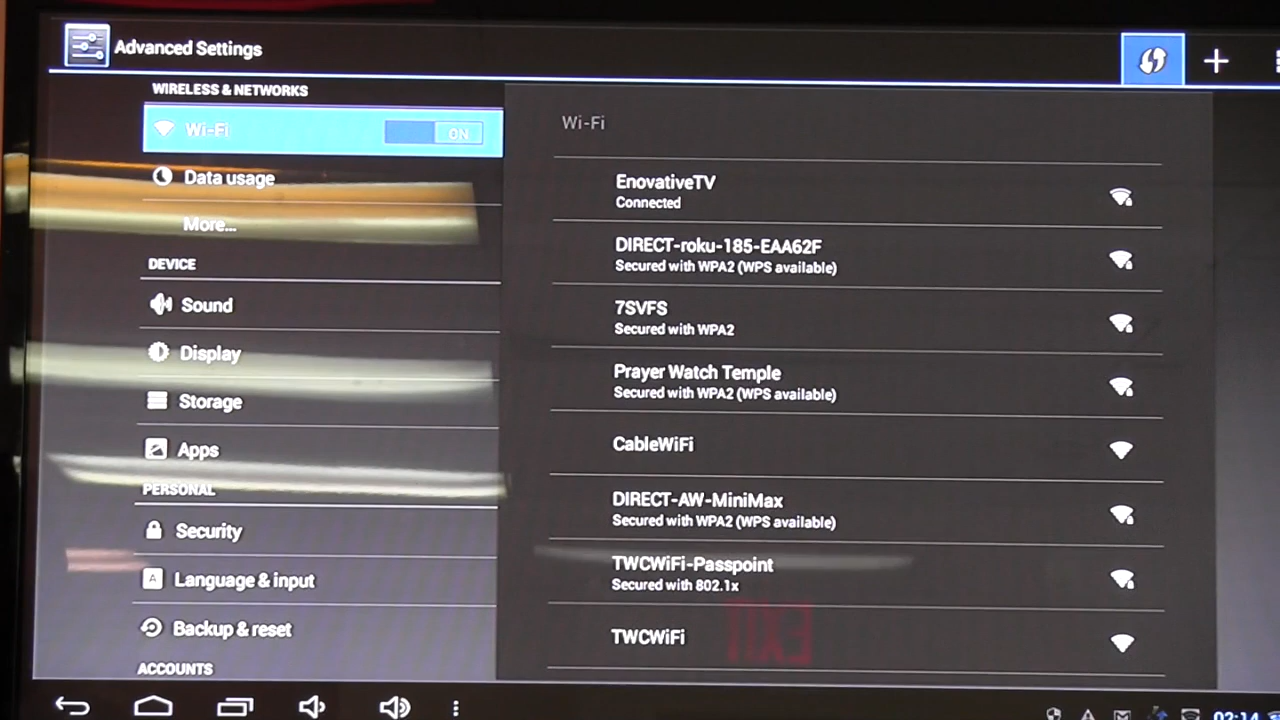 Advanced Settings
WIRELESS & NETWORKS
Wi-Fi
ON
Data usage
More...
DEVICE
Sound
Display
Storage
Apps
PERSONAL
Security
A
Language & input
Backup & reset
ACCOUNTS
Wi-Fi
EnovativeTV
Connected
DIRECT-roku-185-EAA62F
Secured with WPA2 (WPS available)
7SVFS
Secured with WPA2
Prayer Watch Temple
Secured with WPA2 (WPS available)
CableWiFi
DIRECT-AW-MiniMax
Secured with WPA2 (WPS available)
TWCWiFi-Passpoint
Secured with 802.1x
TWCWiFi
EXIT
02:14